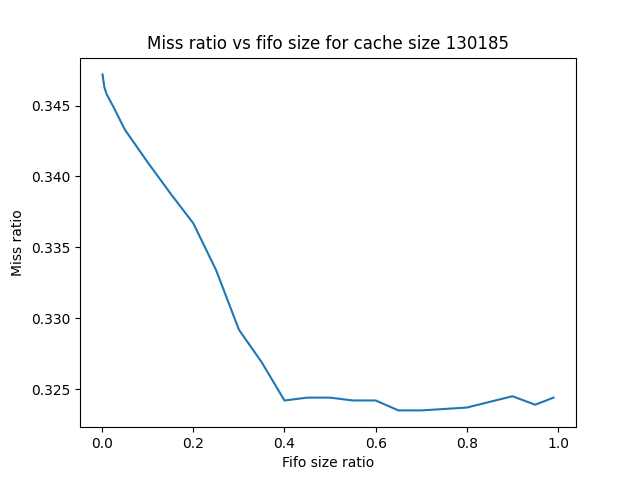 Miss ratio vs fifo size for cache size 130185
0.345
0.340
0.335
0.330
0.325
Miss ratio
0.0 0.2 0.4 0.6 0.8 1.0
Fifo size ratio